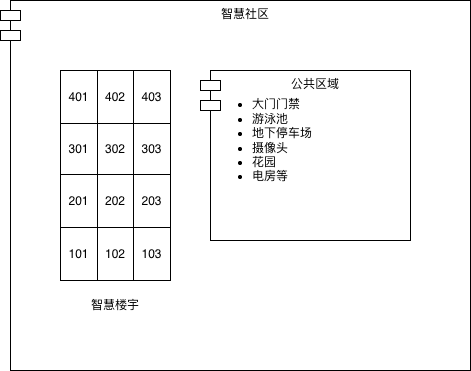 智慧社区
401 402 403
301 302 303
201 202 203
101 102 103
智慧楼宇
公共区域
大门门禁
游泳池
地下停车场
摄像头
花园
电房等